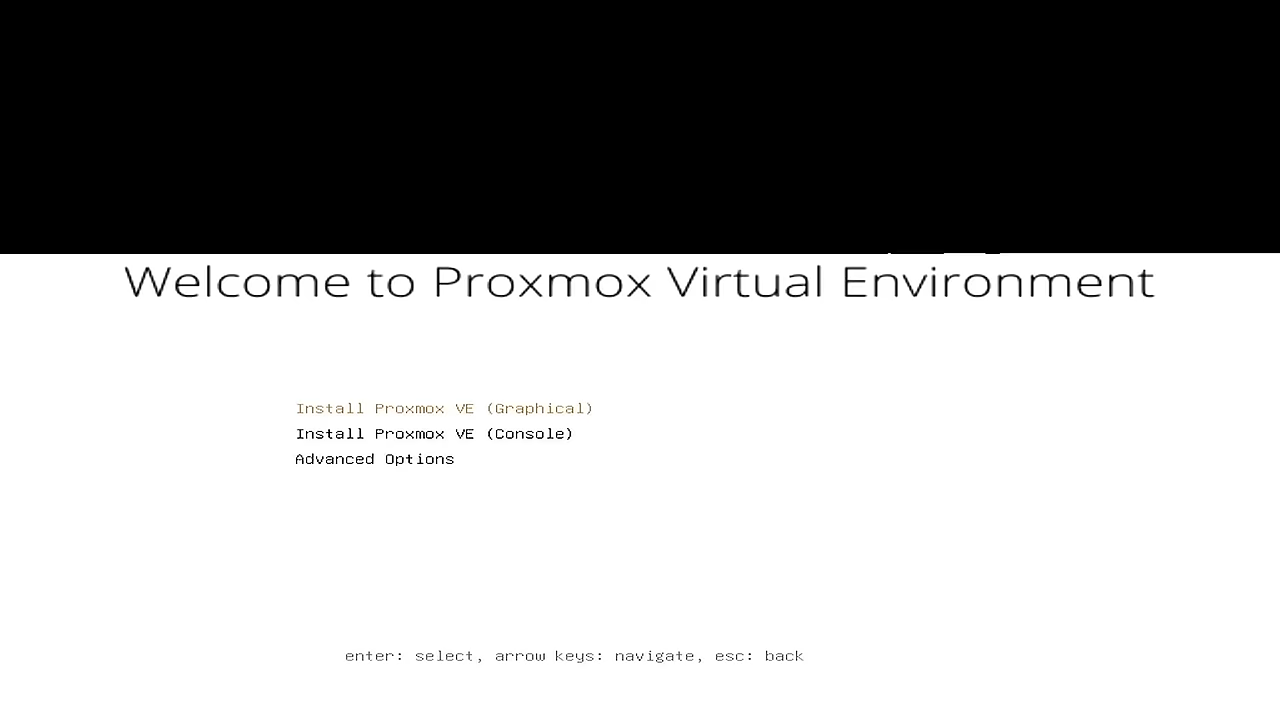 Welcome to Proxmox Virtual Environment
Install Proxmox VE (Graphical)
Install Proxmox VE (Console)
Advanced Options
enter: select, arrow keys: navigate, esc: back